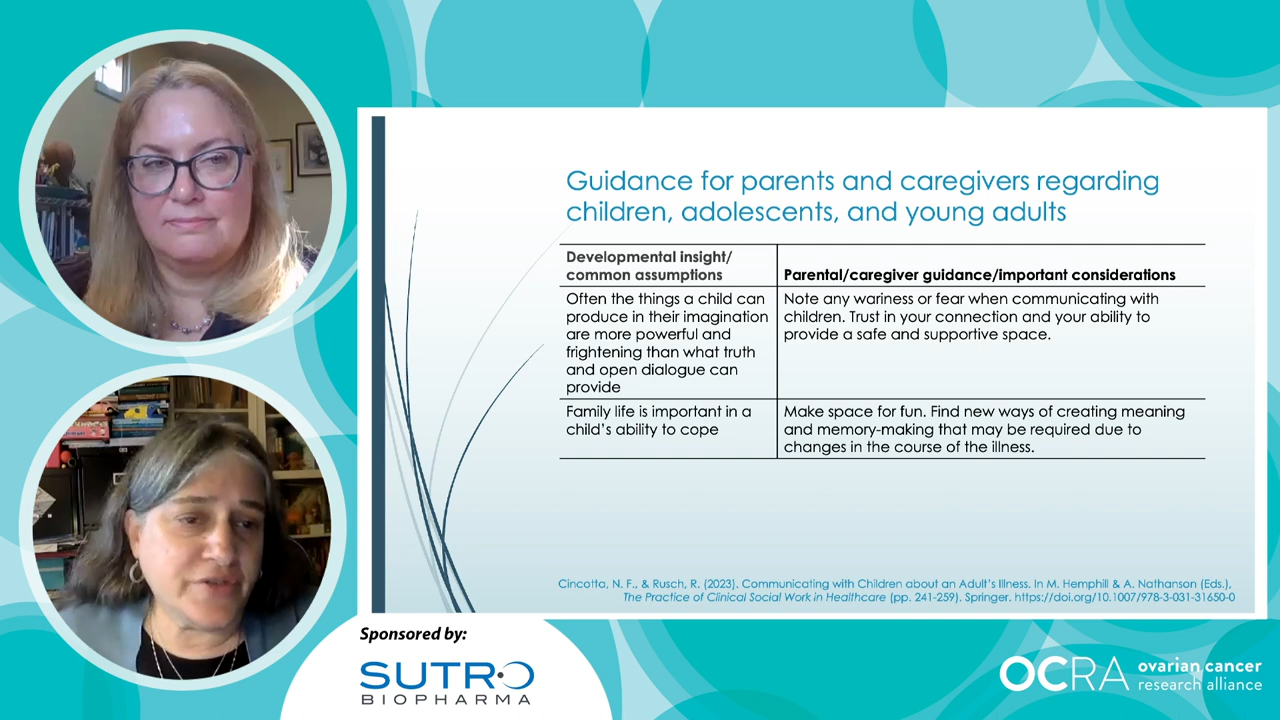 Guidance for parents and caregivers regarding
children, adolescents, and young adults
Developmental insight/
common assumptions
Parental/caregiver guidance/important considerations
Often the things a child can
produce in their imagination
are more powerful and
frightening than what truth
and open dialogue can
provide
Note any wariness or fear when communicating with
children. Trust in your connection and your ability to
provide a safe and supportive space.
Family life is important in a
child's ability to cope
Make space for fun. Find new ways of creating meaning
and memory-making that may be required due to
changes in the course of the illness.
Cincotta, N. F., & Rusch, R. (2023). Communicating with Children about an Adult's Illness. In M. Hemphill & A. Nathanson (Eds.),
The Practice of Clinical Social Work in Healthcare (pp. 241-259). Springer. https://doi.org/10.1007/978-3-031-31650-0
Sponsored by:
SUTRO
BIOPHARMA
OCRA
ovarian cancer
research alliance